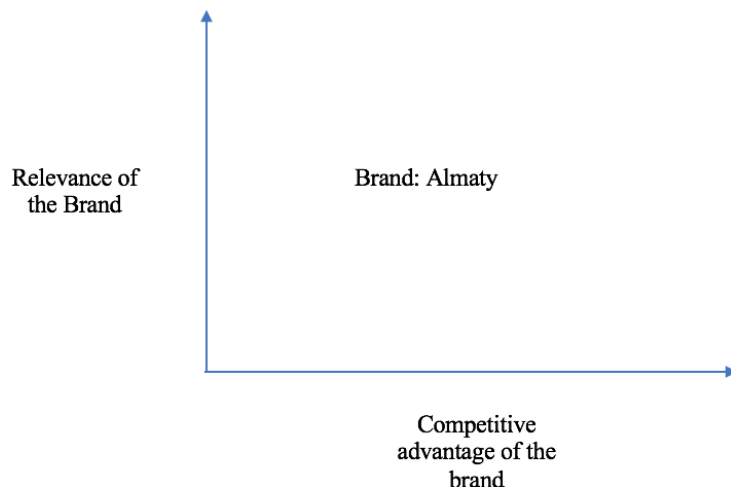 Relevance of
the Brand
Brand: Almaty
Competitive
advantage of the
brand